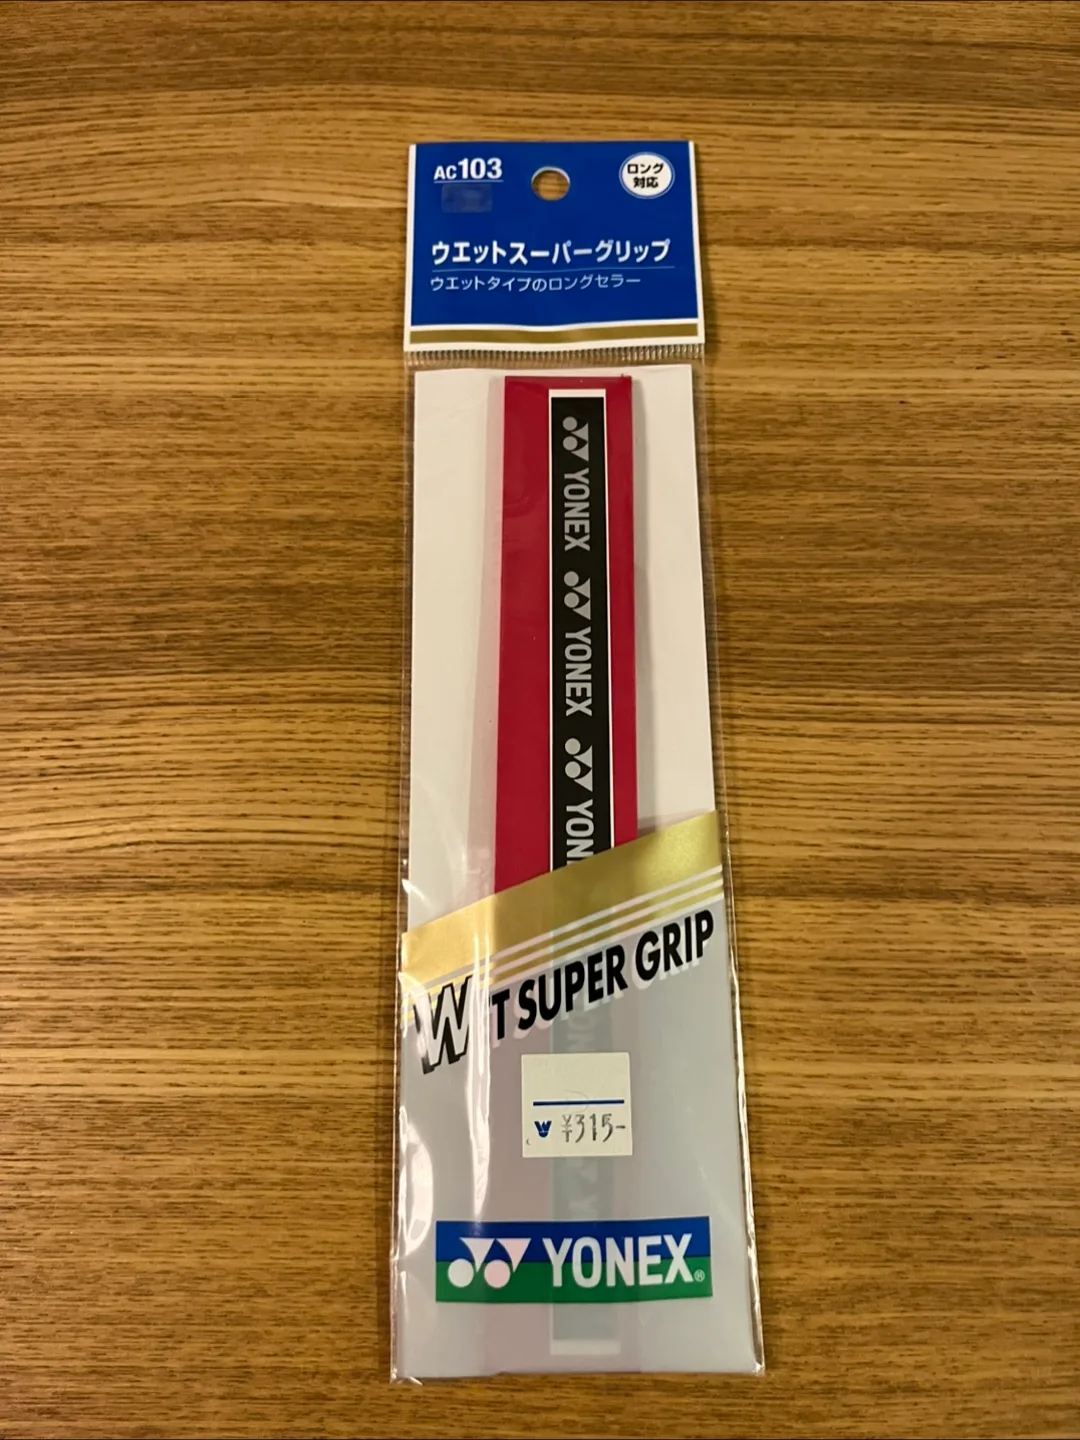 AC103
ロング
対応
ウエットスーパーグリップ
ウエットタイプのロングセラー
YONEX
YONEX
YON
WET SUPER GRIP
¥315-
YONEX®